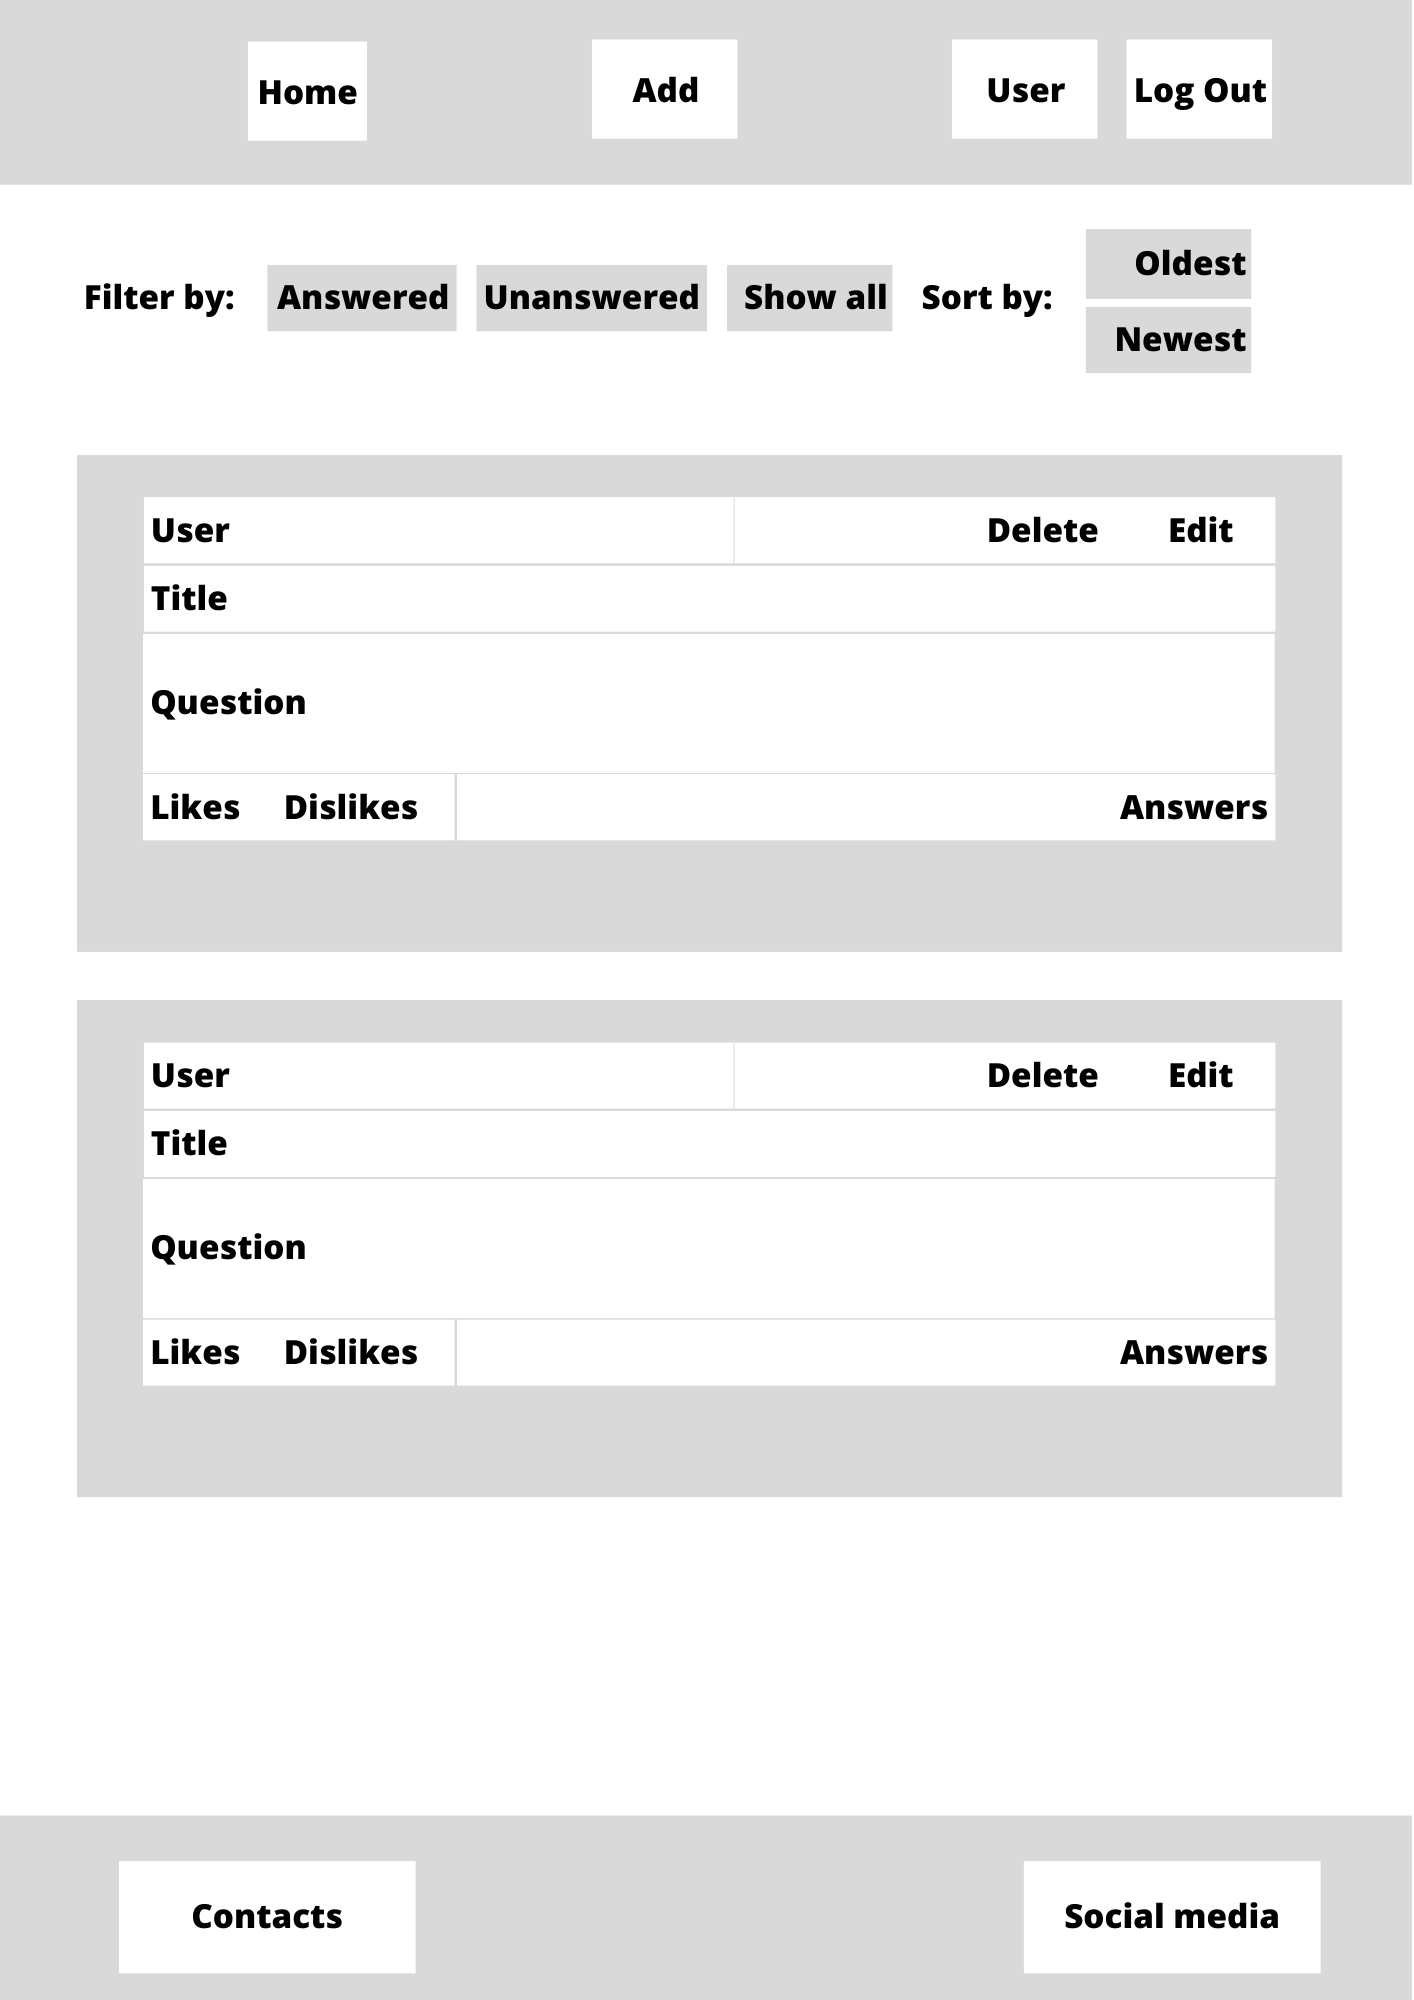 Home Add User Log Out
Oldest
Filter by: Answered Unanswered Show all Sort by:
Newest
User Delete Edit
Title
Question
Likes Dislikes Answers
User Delete Edit
Title
Question
Likes Dislikes Answers
Contacts Social media